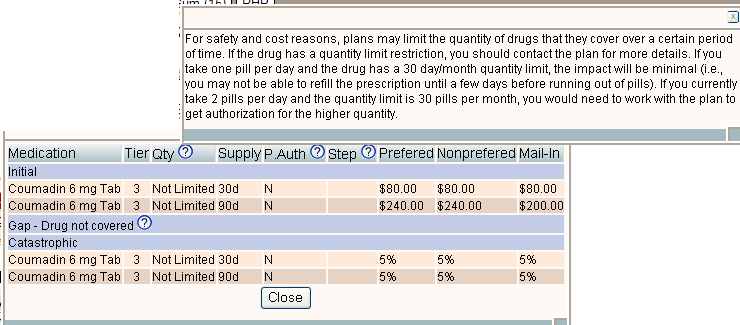 x
For safety and cost reasons, plans may limit the quantity of drugs that they cover over a certain period
of time. If the drug has a quantity limit restriction, you should contact the plan for more details. If you
take one pill per day and the drug has a 30 day/month quantity limit, the impact will be minimal (i.e.,
you may not be able to refill the prescription until a few days before running out of pills). If you currently
take 2 pills per day and the quantity limit is 30 pills per month, you would need to work with the plan to
get authorization for the higher quantity.
Medication Tier Qty ? Supply P.Auth ? Step ? Prefered Nonprefered Mail-In
Initial
Coumadin 6 mg Tab 3 Not Limited 30d N $80.00 $80.00 $80.00
Coumadin 6 mg Tab 3 Not Limited 90d N $240.00 $240.00 $200.00
Gap - Drug not covered ?
Catastrophic
Coumadin 6 mg Tab 3 Not Limited 30d N 5% 5% 5%
Coumadin 6 mg Tab 3 Not Limited 90d N 5% 5% 5%
Close